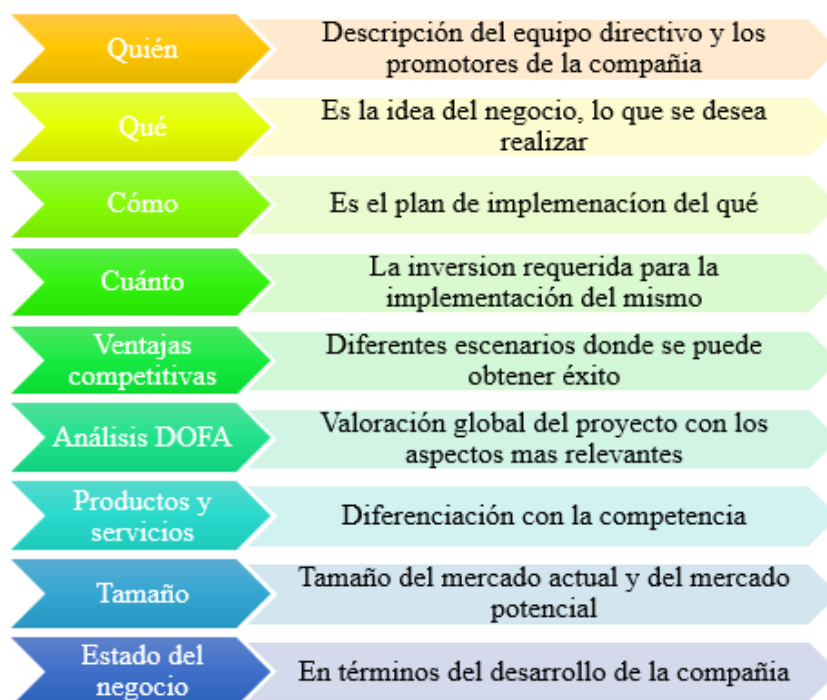 Quién
Descripción del equipo directivo y los
promotores de la compañia
Qué
Es la idea del negocio, lo que se desea
realizar
Cómo
Es el plan de implemenacíon del qué
Cuánto
La inversion requerida para la
implementación del mismo
Ventajas
competitivas
Diferentes escenarios donde se puede
obtener éxito
Análisis DOFA
Valoración global del proyecto con los
aspectos mas relevantes
Productos y
servicios
Diferenciación con la competencia
Tamaño
Tamaño del mercado actual y del mercado
potencial
Estado del
negocio
En términos del desarrollo de la compañia